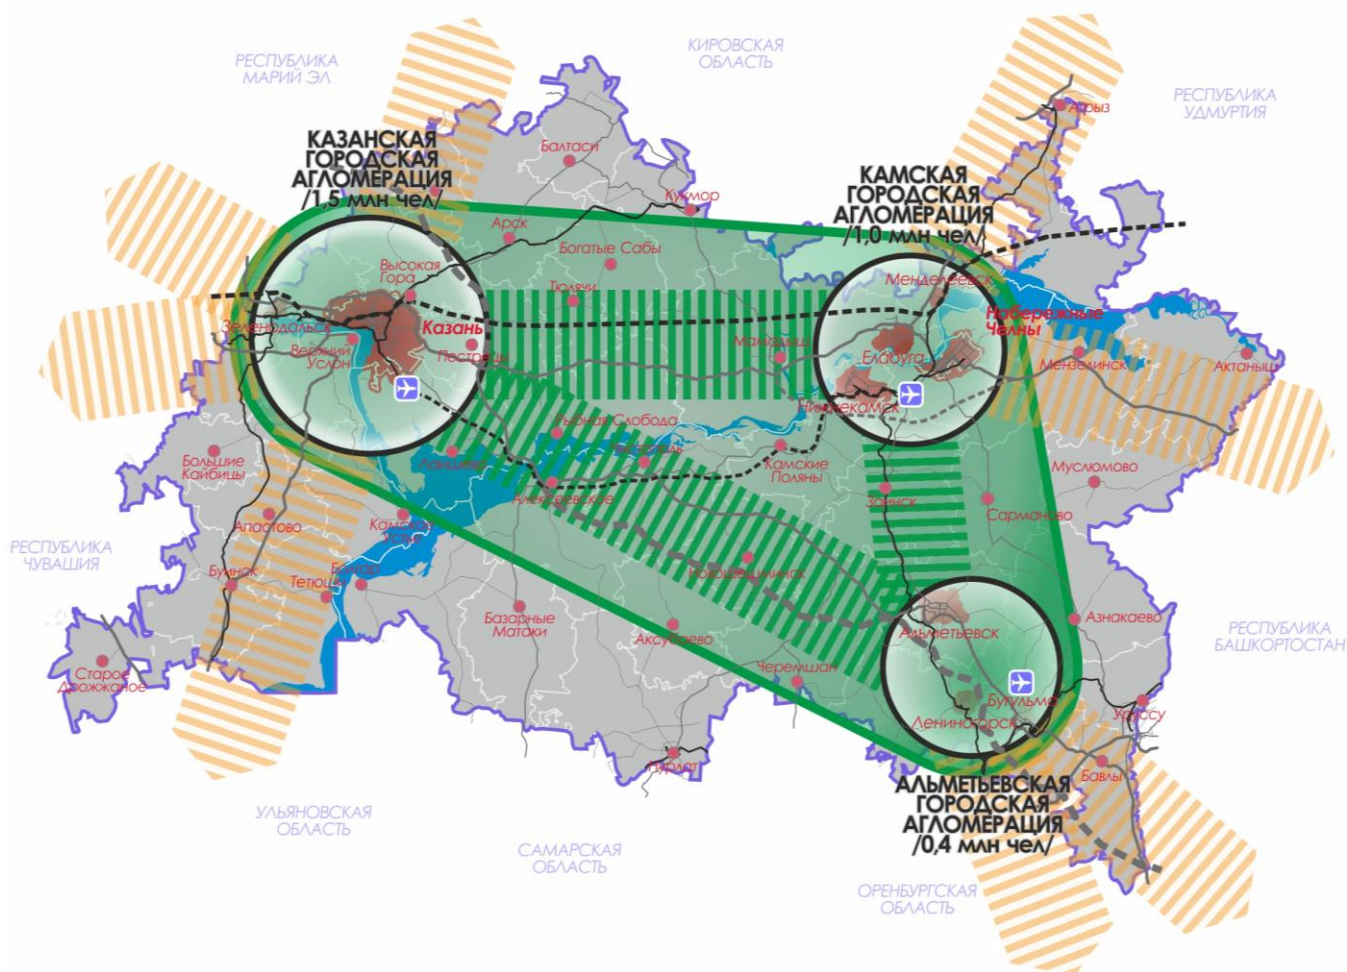 КИРОВСКАЯ
ОБЛАСТЬ
РЕСПУБЛИКА
МАРИЙ ЭЛ
РЕСПУБЛИКА
УДМУРТИЯ
Агрыз
КАЗАНСКАЯ
ГОРОДСКАЯ
АГЛОМЕРАЦИЯ
/1,5 млн чел/
Балтаси
Кукмор
КАМСКАЯ
ГОРОДСКАЯ
АГЛОМЕРАЦИЯ
/1,0 млн чел/
Арск
Богатые Сабы
Высокая
Гора
Тюлячи
Менделеевск
Зеленодольск
Казань
Набережные
Челны
Верхний
Услон
Пестрецы
Мамадыш
Елабуга
Мензелинск
Актаныш
Нижнекамск
Рыбная Слобода
Большие
Кайбицы
Лаишево
Камские
Поляны
Муслюмово
Алексеевское
Заинск
Сарманово
Апастово
Камское
Устье
РЕСПУБЛИКА
ЧУВАШИЯ
Буинск
Тетюши
Болгар
Новошешминск
Базарные
Матаки
Аксубаево
Альметьевск
Азнакаево
РЕСПУБЛИКА
БАШКОРТОСТАН
Старое
Дрожжаное
Черемшан
Бугульма
Лениногорск
Уруссу
Нурлат
Бавлы
АЛЬМЕТЬЕВСКАЯ
ГОРОДСКАЯ
АГЛОМЕРАЦИЯ
/0,4 млн чел/
УЛЬЯНОВСКАЯ
ОБЛАСТЬ
САМАРСКАЯ
ОБЛАСТЬ
ОРЕНБУРГСКАЯ
ОБЛАСТЬ